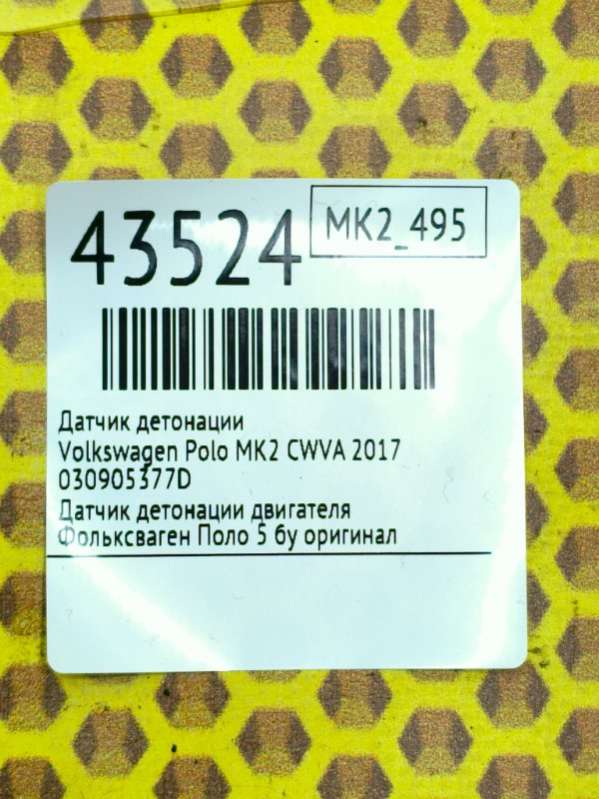 43524
MK2_495
Датчик детонации
Volkswagen Polo MK2 CWVA 2017
030905377D
Датчик детонации двигателя
Фольксваген Поло 5 бу оригинал